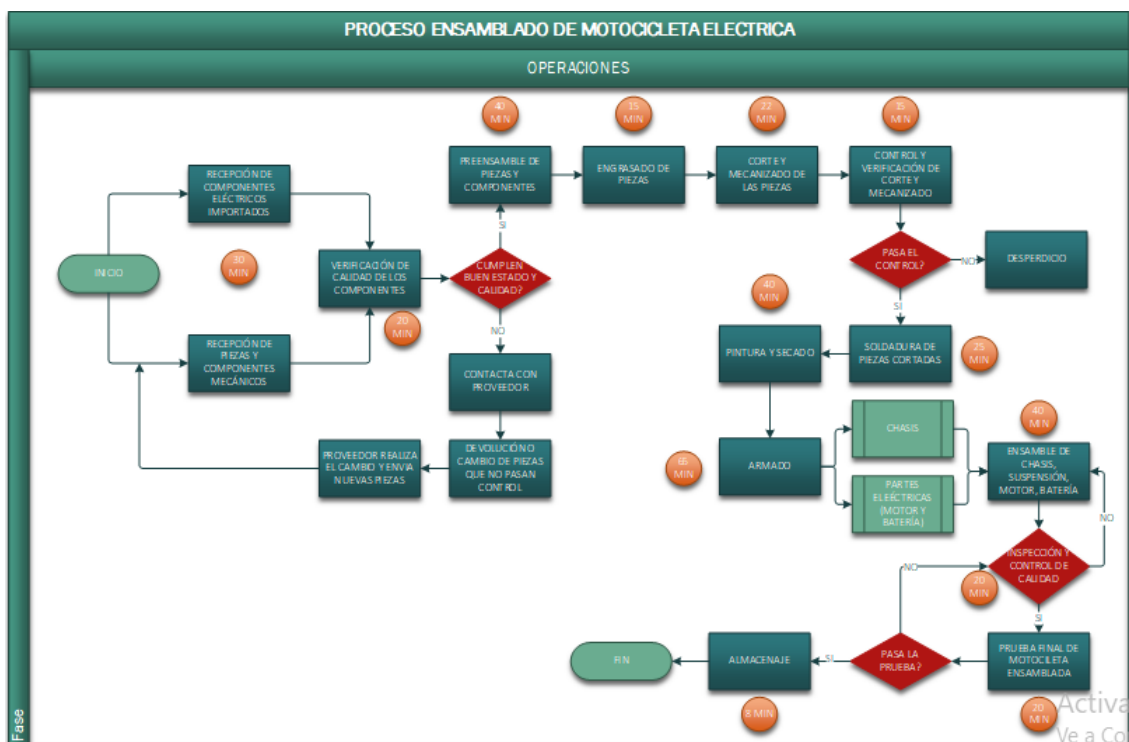 PROCESO ENSAMBLADO DE MOTOCICLETA ELECTRICA
OPERACIONES
Fase
40
MIN
15
MIN
22
MIN
15
MIN
PREENSAMBLE DE
PIEZAS Y
COMPONENTES
ENGRASADO DE
PIEZAS
CORTE Y
MECANIZADO DE
LAS PIEZAS
CONTROL Y
VERIFICACIÓN DE
CORTE Y
MECANIZADO
RECEPCIÓN DE
COMPONENTES
ELÉCTRICOS
IMPORTADOS
INICIO
30
MIN
VERIFICACIÓN DE
CALIDAD DE LOS
COMPONENTES
20
MIN
SI
CUMPLEN
BUEN ESTADO Y
CALIDAD?
NO
PASA EL
CONTROL?
NO
DESPERDICIO
SI
RECEPCIÓN DE
PIEZAS Y
COMPONENTES
MECÁNICOS
CONTACTA CON
PROVEEDOR
40
MIN
PINTURA Y SECADO
SOLDADURA DE
PIEZAS CORTADAS
25
MIN
PROVEEDOR REALIZA
EL CAMBIO Y ENVIA
NUEVAS PIEZAS
DEVOLUCIÓN O
CAMBIO DE PIEZAS
QUE NO PASAN
CONTROL
MIN
ARMADO
CHASIS
PARTES
ELEÉCTRICAS
(MOTOR Y
BATERÍA)
40
MIN
ENSAMBLE DE
CHASIS,
SUSPENSIÓN,
MOTOR, BATERÍA
NO
INSPECCIÓN Y
CONTROL DE
CALIDAD
20
MIN
NO
SI
FIN
ALMACENAJE
8 MIN
SI
PASA LA
PRUEBA?
PRUEBA FINAL DE
MOTOCILETA
ENSAMBLADA
20
MIN
Activa
Ve a Co